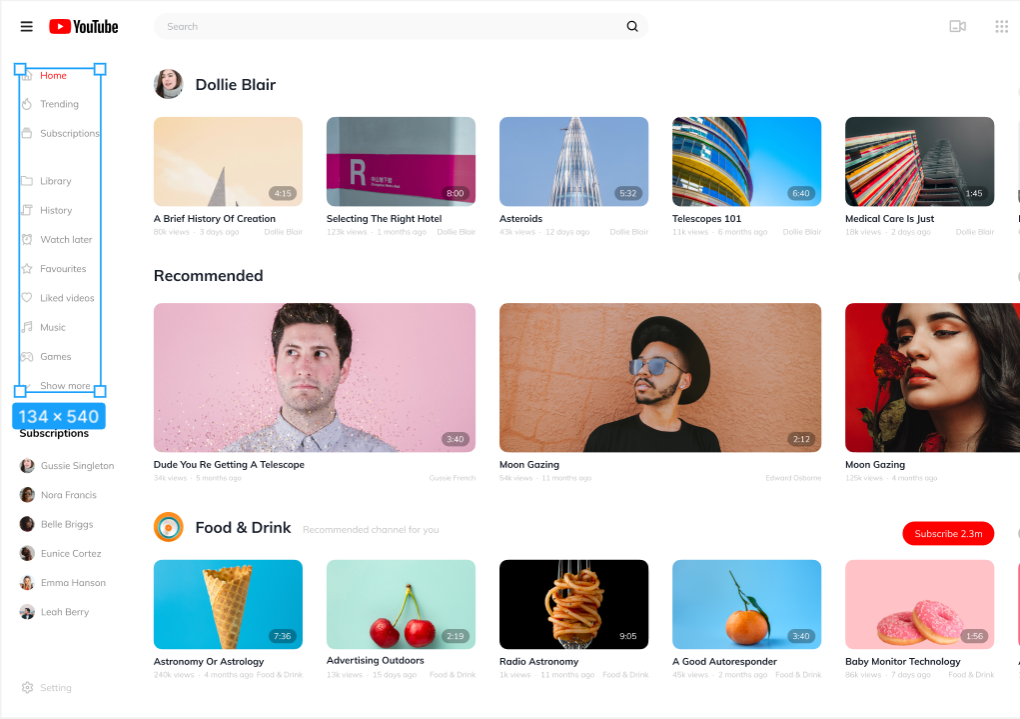 YouTube
Search
Home
Trending
Subscriptions
Library
History
Watch later
Favourites
Liked videos
Music
Games
Show more
134 × 540
Subscriptions
Gussie Singleton
Nora Francis
Belle Briggs
Eunice Cortez
Emma Hanson
Leah Berry
Setting
Dollie Blair
4:15
R
8:00
5:32
6:40
1:45
A Brief History Of Creation
80k views · 3 days ago Dollie Blair
Selecting The Right Hotel
123k views · 1 months ago Dollie Blair
Asteroids
43k views · 12 days ago Dollie Blair
Telescopes 101
11k views · 6 months ago Dollie Blair
Medical Care Is Just
18k views · 2 days ago Dollie Blair
Recommended
3:40
2:12
Dude You Re Getting A Telescope
34k views · 5 months ago Gussie French
Moon Gazing
54k views · 11 months ago Edward Osborne
Moon Gazing
125k views · 4 months ago
Food & Drink
Recommended channel for you
Subscribe 2.3m
7:36
2:19
9:05
3:40
1:56
Astronomy Or Astrology
240k views · 4 months ago Food & Drink
Advertising Outdoors
13k views · 15 days ago Food & Drink
Radio Astronomy
1k views · 11 months ago Food & Drink
A Good Autoresponder
45k views · 2 months ago Food & Drink
Baby Monitor Technology
86k views · 7 days ago Food & Drink